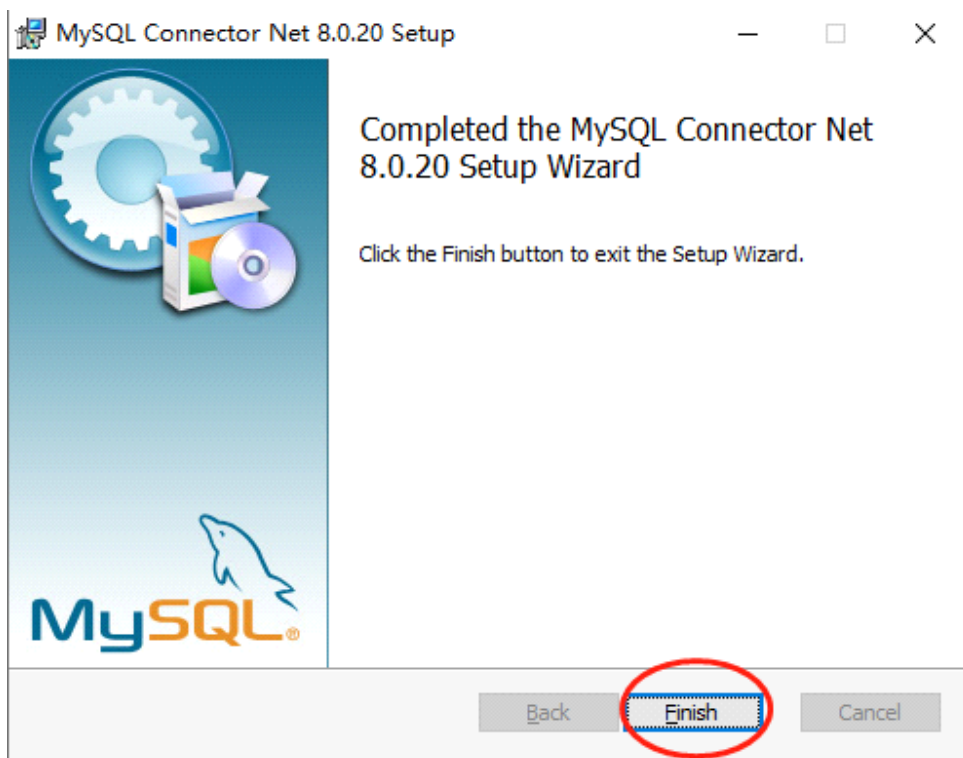 MySQL Connector Net 8.0.20 Setup
Completed the MySQL Connector Net
8.0.20 Setup Wizard
Click the Finish button to exit the Setup Wizard.
MySQL®
Back
Finish
Cancel